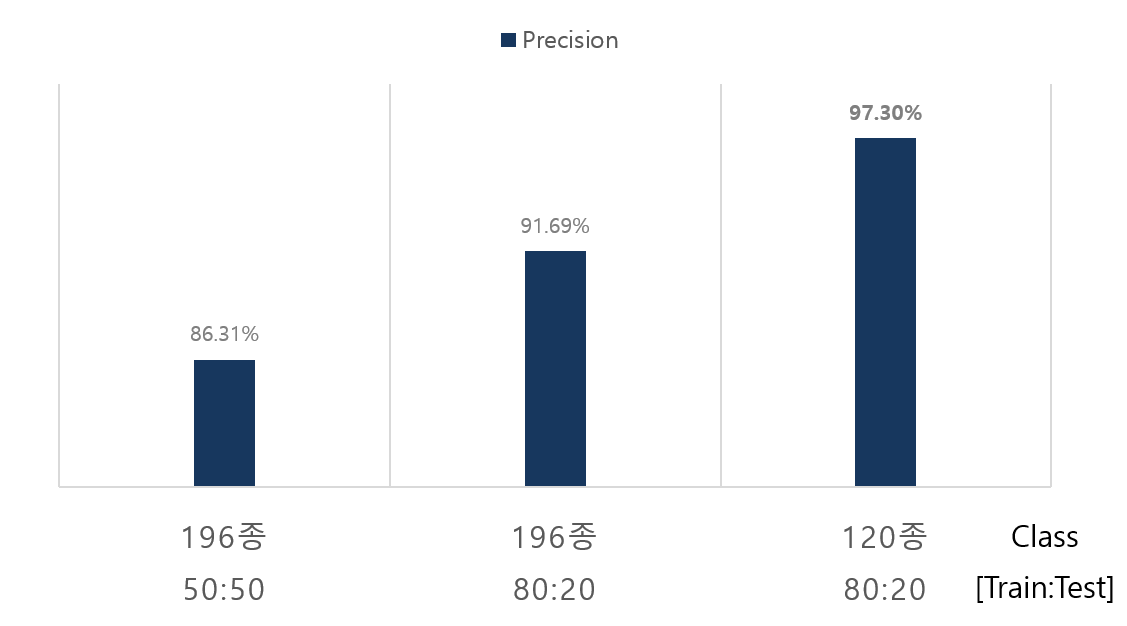 Precision
97.30%
91.69%
86.31%
196종 196종 120종 Class
50:50 80:20 80:20 [Train:Test]